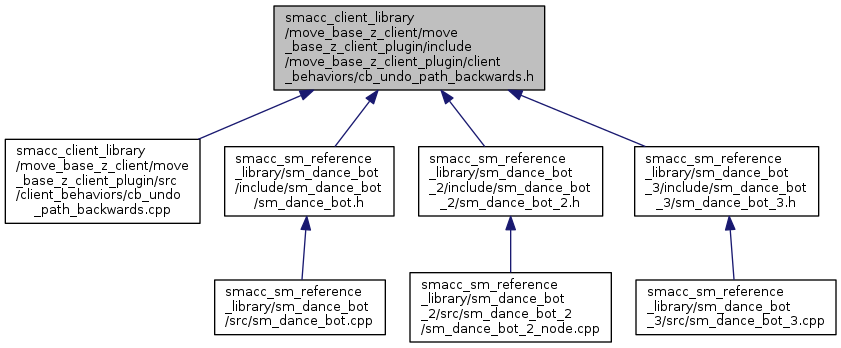 smacc_client_library
/move_base_z_client/move
_base_z_client_plugin/include
/move_base_z_client_plugin/client
_behaviors/cb_undo_path_backwards.h
smacc_client_library
/move_base_z_client/move
_base_z_client_plugin/src
/client_behaviors/cb_undo
_path_backwards.cpp
smacc_sm_reference
_library/sm_dance_bot
/include/sm_dance_bot
/sm_dance_bot.h
smacc_sm_reference
_library/sm_dance_bot
_2/include/sm_dance_bot
_2/sm_dance_bot_2.h
smacc_sm_reference
_library/sm_dance_bot
_3/include/sm_dance_bot
_3/sm_dance_bot_3.h
smacc_sm_reference
_library/sm_dance_bot
/src/sm_dance_bot.cpp
smacc_sm_reference
_library/sm_dance_bot
_2/src/sm_dance_bot_2
/sm_dance_bot_2_node.cpp
smacc_sm_reference
_library/sm_dance_bot
_3/src/sm_dance_bot_3.cpp